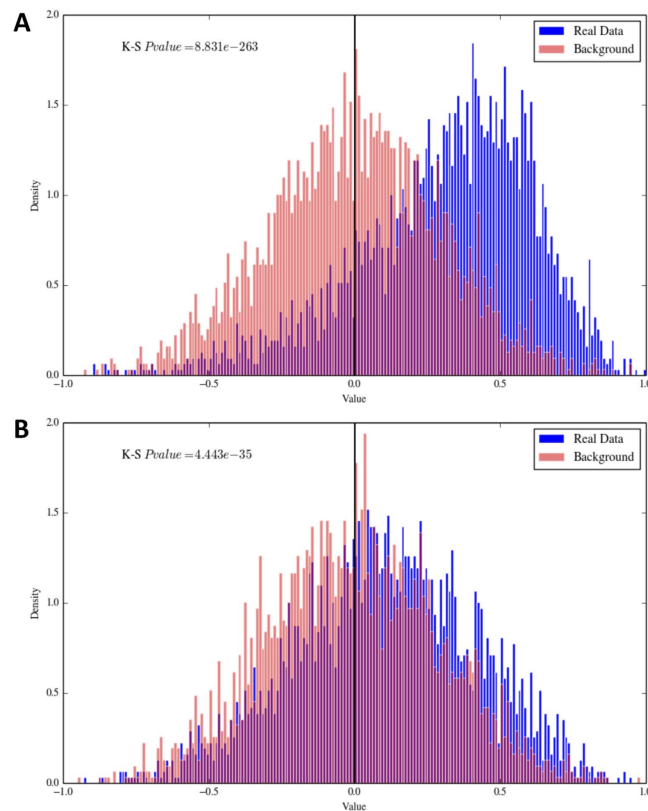 A
K-S Pvalue =8.831e−263
Real Data
Background
2.0
1.5
1.0
0.5
0.0
Density
−1.0 −0.5 0.0 0.5 1.0
Value
B
K-S Pvalue =4.443e−35
Real Data
Background
2.0
1.5
1.0
0.5
0.0
Density
−1.0 −0.5 0.0 0.5 1.0
Value